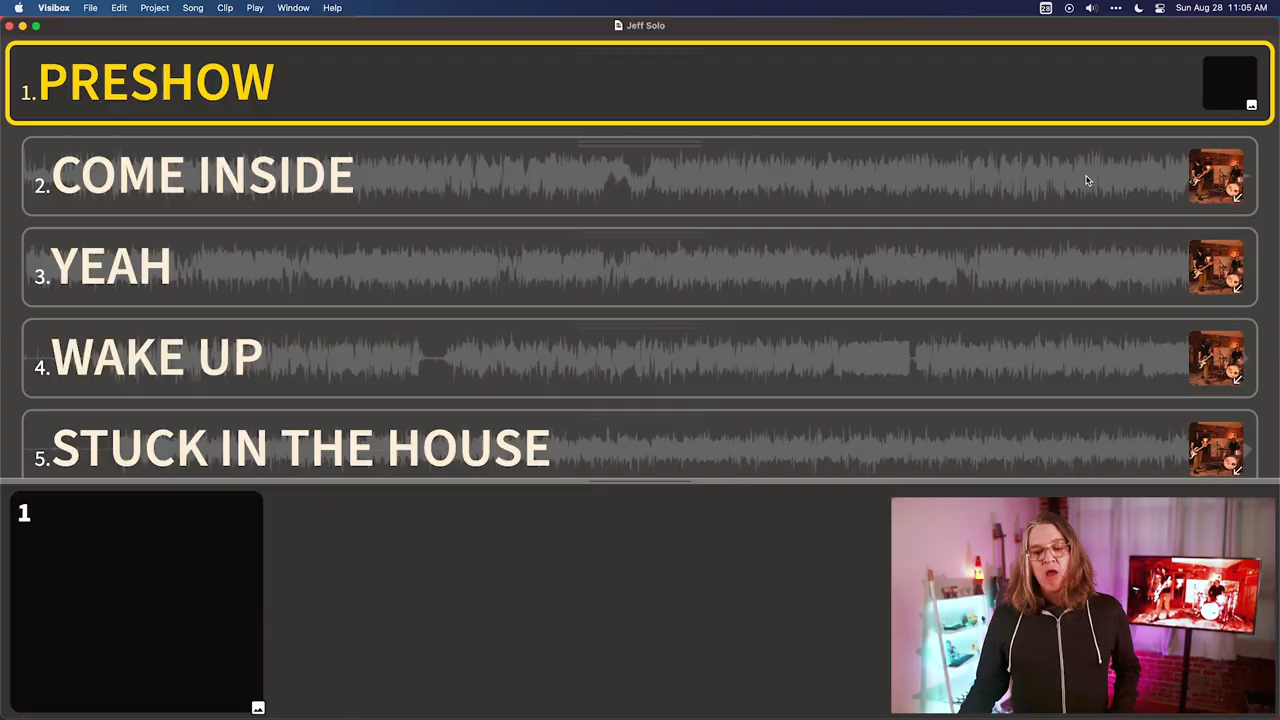 Visibox File Edit Project Song Clip Play Window Help 28 Sun Aug 28 11:05 AM
Jeff Solo
1. PRESHOW
2. COME INSIDE
3. YEAH
4. WAKE UP
5. STUCK IN THE HOUSE
1